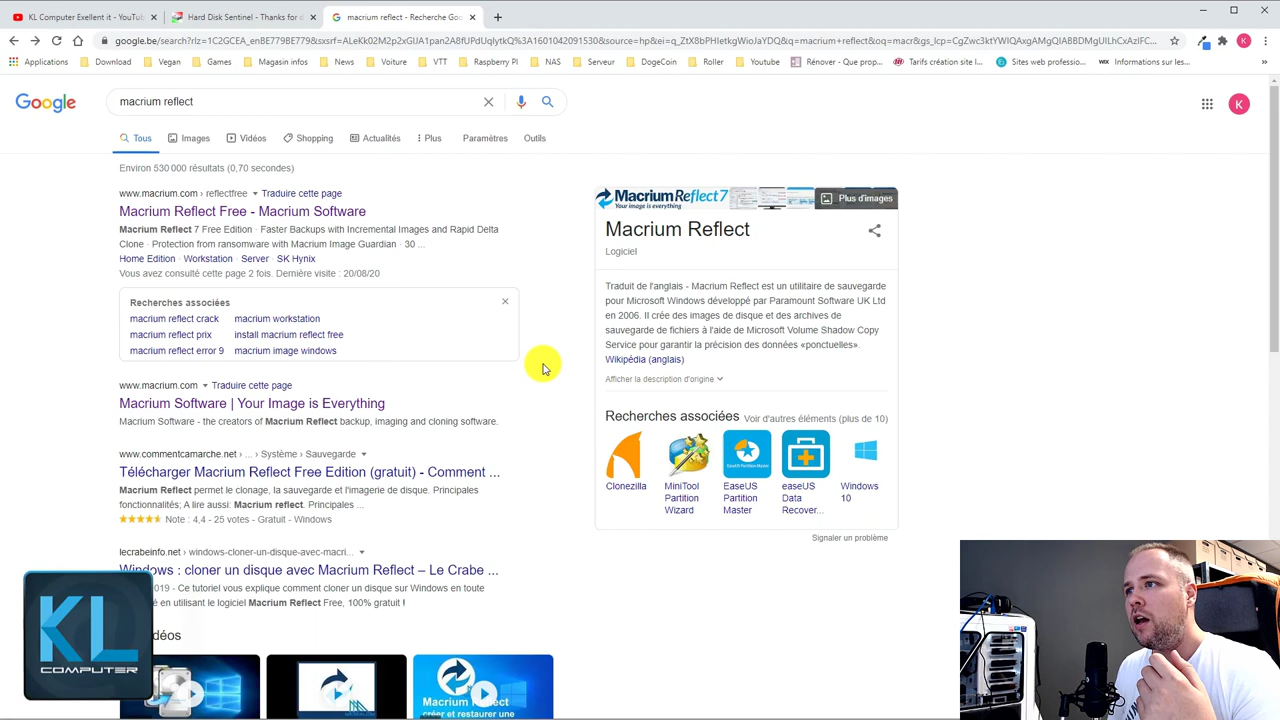 KL Computer Exellent it - YouTu
Hard Disk Sentinel - Thanks for d
macrium reflect - Recherche Goo
google.be/search?rlz=1C2GCEA_enBE779BE779&sxsrf=
Applications
Download
Vegan
Games
Magasin infos
News
Voiture
VTT
Raspberry PI
NAS
Serveur
DogeCoin
Roller
Youtube
Rénover - Que prop...
Tarifs création site I...
Sites web professio...
WIX
Informations sur les...
Google
macrium reflect
K
Tous
Images
Vidéos
Shopping
Actualités
Plus
Paramètres
Outils
Environ 530 000 résultats (0,70 secondes)
www.macrium.com › reflectfree
Traduire cette page
Macrium Reflect Free - Macrium Software
Macrium Reflect 7 Free Edition · Faster Backups with Incremental Images and Rapid Delta
Clone · Protection from ransomware with Macrium Image Guardian · 30 ...
Home Edition · Workstation · Server · SK Hynix
Vous avez consulté cette page 2 fois. Dernière visite : 20/08/20
Recherches associées
macrium reflect crack
macrium workstation
macrium reflect prix
install macrium reflect free
macrium reflect error 9
macrium image windows
www.macrium.com
Traduire cette page
Macrium Software | Your Image is Everything
Macrium Software - the creators of Macrium Reflect backup, imaging and cloning software.
www.commentcamarche.net › ... › Système › Sauvegarde
Télécharger Macrium Reflect Free Edition (gratuit) - Comment ...
Macrium Reflect permet le clonage, la sauvegarde et l'imagerie de disque. Principales
fonctionnalités; A lire aussi: Macrium reflect. Principales ...
Note : 4,4 - 25 votes - Gratuit - Windows
lecrabeinfo.net › windows-cloner-un-disque-avec-macri...
Windows : cloner un disque avec Macrium Reflect – Le Crabe ...
2019 - Ce tutoriel vous explique comment cloner un disque sur Windows en toute
é en utilisant le logiciel Macrium Reflect Free, 100% gratuit !
idéos
KL
COMPUTER
Macrium Reflect
créer et restaurer une
Macrium Reflect 7
Your image is everything
Plus d'images
Macrium Reflect
Logiciel
Traduit de l'anglais - Macrium Reflect est un utilitaire de sauvegarde
pour Microsoft Windows développé par Paramount Software UK Ltd
en 2006. Il crée des images de disque et des archives de
sauvegarde de fichiers à l'aide de Microsoft Volume Shadow Copy
Service pour garantir la précision des données «ponctuelles».
Wikipédia (anglais)
Afficher la description d'origine
Recherches associées
Voir d'autres éléments (plus de 10)
Clonezilla
MiniTool Partition Wizard
EaseUS Partition Master
easeUS Data Recover...
Windows 10
Signaler un problème